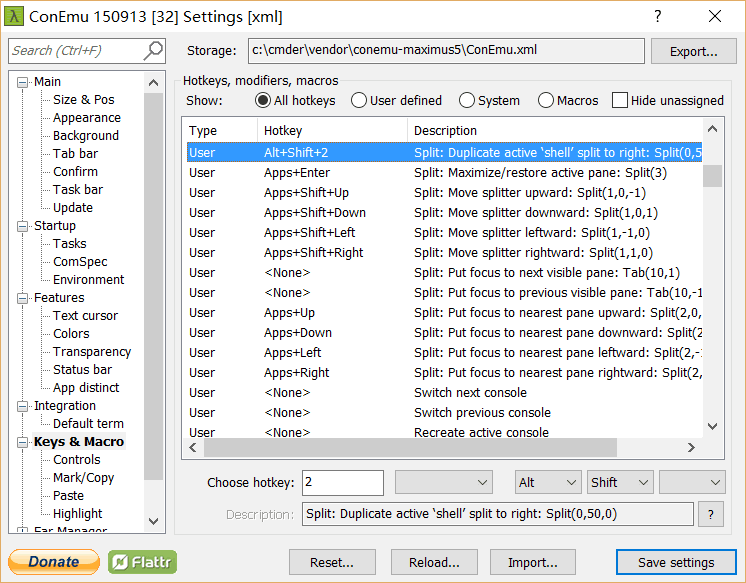 ConEmu 150913 [32] Settings [xml]
Search (Ctrl+F)
Storage: c:\cmder\vendor\conemu-maximus5\ConEmu.xml Export...
Main
Size & Pos
Appearance
Background
Tab bar
Confirm
Task bar
Update
Startup
Tasks
ComSpec
Environment
Features
Text cursor
Colors
Transparency
Status bar
App distinct
Integration
Default term
Keys & Macro
Controls
Mark/Copy
Paste
Highlight
Far Manager
Hotkeys, modifiers, macros
Show: All hotkeys User defined System Macros Hide unassigned
Type Hotkey Description
User Alt+Shift+2 Split: Duplicate active ‘shell’ split to right: Split(0,5
User Apps+Enter Split: Maximize/restore active pane: Split(3)
User Apps+Shift+Up Split: Move splitter upward: Split(1,0,-1)
User Apps+Shift+Down Split: Move splitter downward: Split(1,0,1)
User Apps+Shift+Left Split: Move splitter leftward: Split(1,-1,0)
User Apps+Shift+Right Split: Move splitter rightward: Split(1,1,0)
User <None> Split: Put focus to next visible pane: Tab(10,1)
User <None> Split: Put focus to previous visible pane: Tab(10,-1
User Apps+Up Split: Put focus to nearest pane upward: Split(2,0,
User Apps+Down Split: Put focus to nearest pane downward: Split(2,
User Apps+Left Split: Put focus to nearest pane leftward: Split(2,-
User Apps+Right Split: Put focus to nearest pane rightward: Split(2,
User <None> Switch next console
User <None> Switch previous console
User <None> Recreate active console
Choose hotkey: 2 Alt Shift
Description: Split: Duplicate active ‘shell’ split to right: Split(0,50,0) ?
Donate Flattr Reset... Reload... Import... Save settings